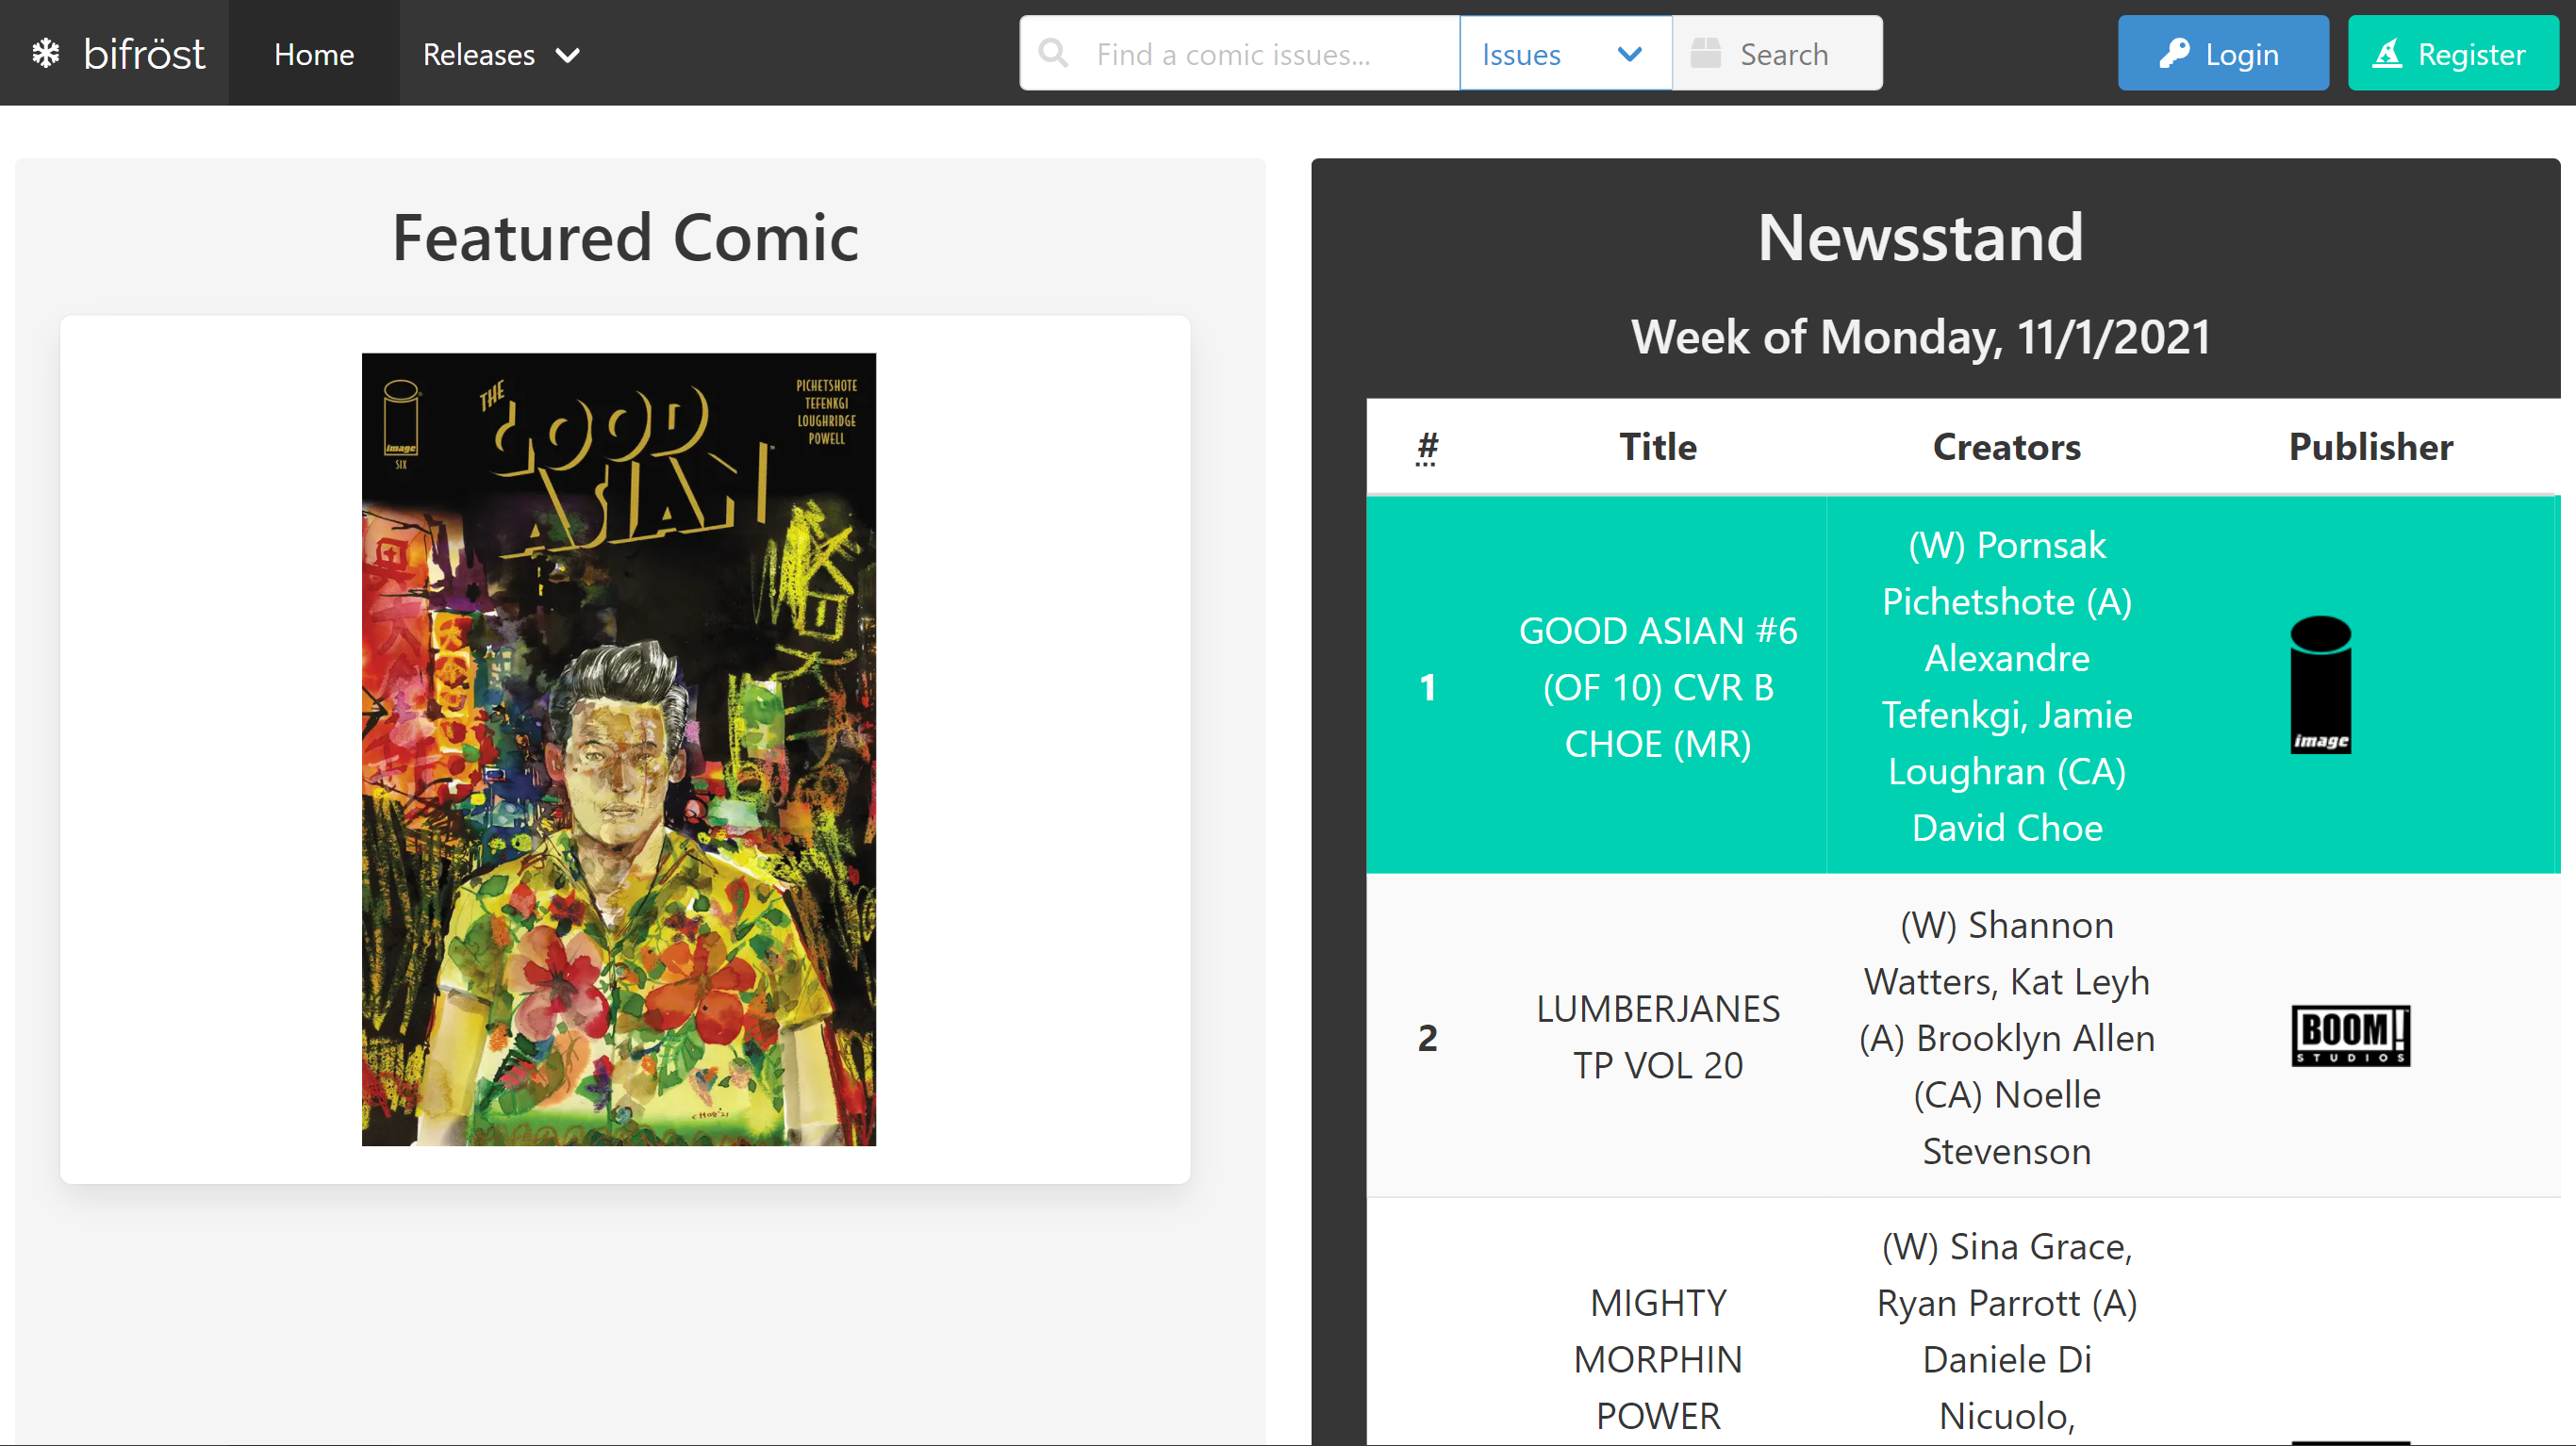 bifröst
Home
Releases
Find a comic issues...
Issues
Search
Login
Register
Featured Comic
image
SIX
THE
GOOD
ASIAN
PICHETSHOTE
TEFENKGI
LOUGHRIDGE
POWELL
CHOE '21
Newsstand
Week of Monday, 11/1/2021
# Title Creators Publisher
1
GOOD ASIAN #6
(OF 10) CVR B
CHOE (MR)
(W) Pornsak
Pichetshote (A)
Alexandre
Tefenkgi, Jamie
Loughran (CA)
David Choe
image
2
LUMBERJANES
TP VOL 20
(W) Shannon
Watters, Kat Leyh
(A) Brooklyn Allen
(CA) Noelle
Stevenson
BOOM!
STUDIOS
MIGHTY
MORPHIN
POWER
(W) Sina Grace,
Ryan Parrott (A)
Daniele Di
Nicuolo,